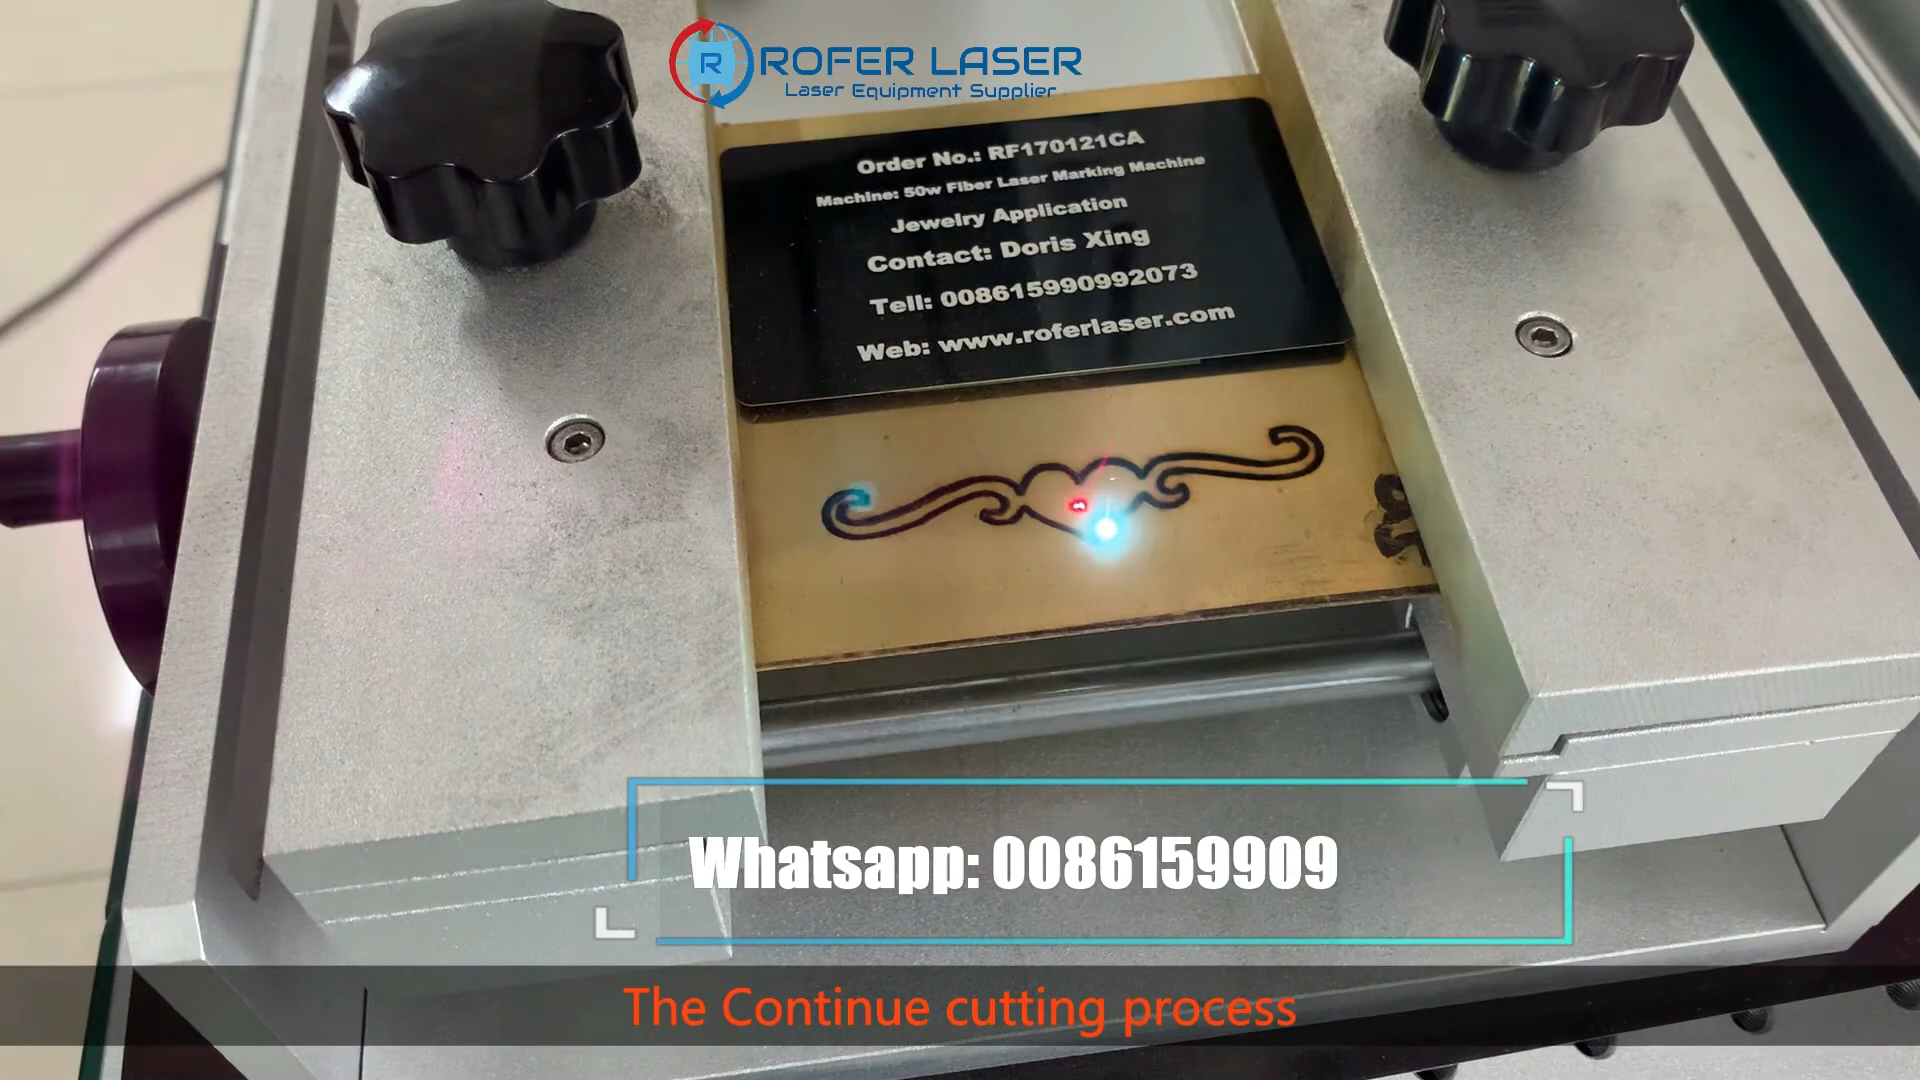 R
ROFER LASER
Laser Equipment Supplier
Order No.: RF170121CA
Machine: 50w Fiber Laser Marking Machine
Jewelry Application
Contact: Doris Xing
Tell: 008615990992073
Web: www.roferlaser.com
Whatsapp: 0086159909
The Continue cutting process